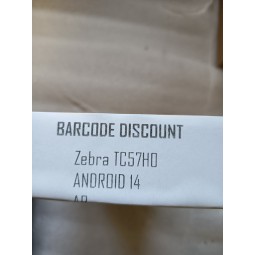 BARCODE DISCOUNT
Zebra TC57HO
ANDROID 14